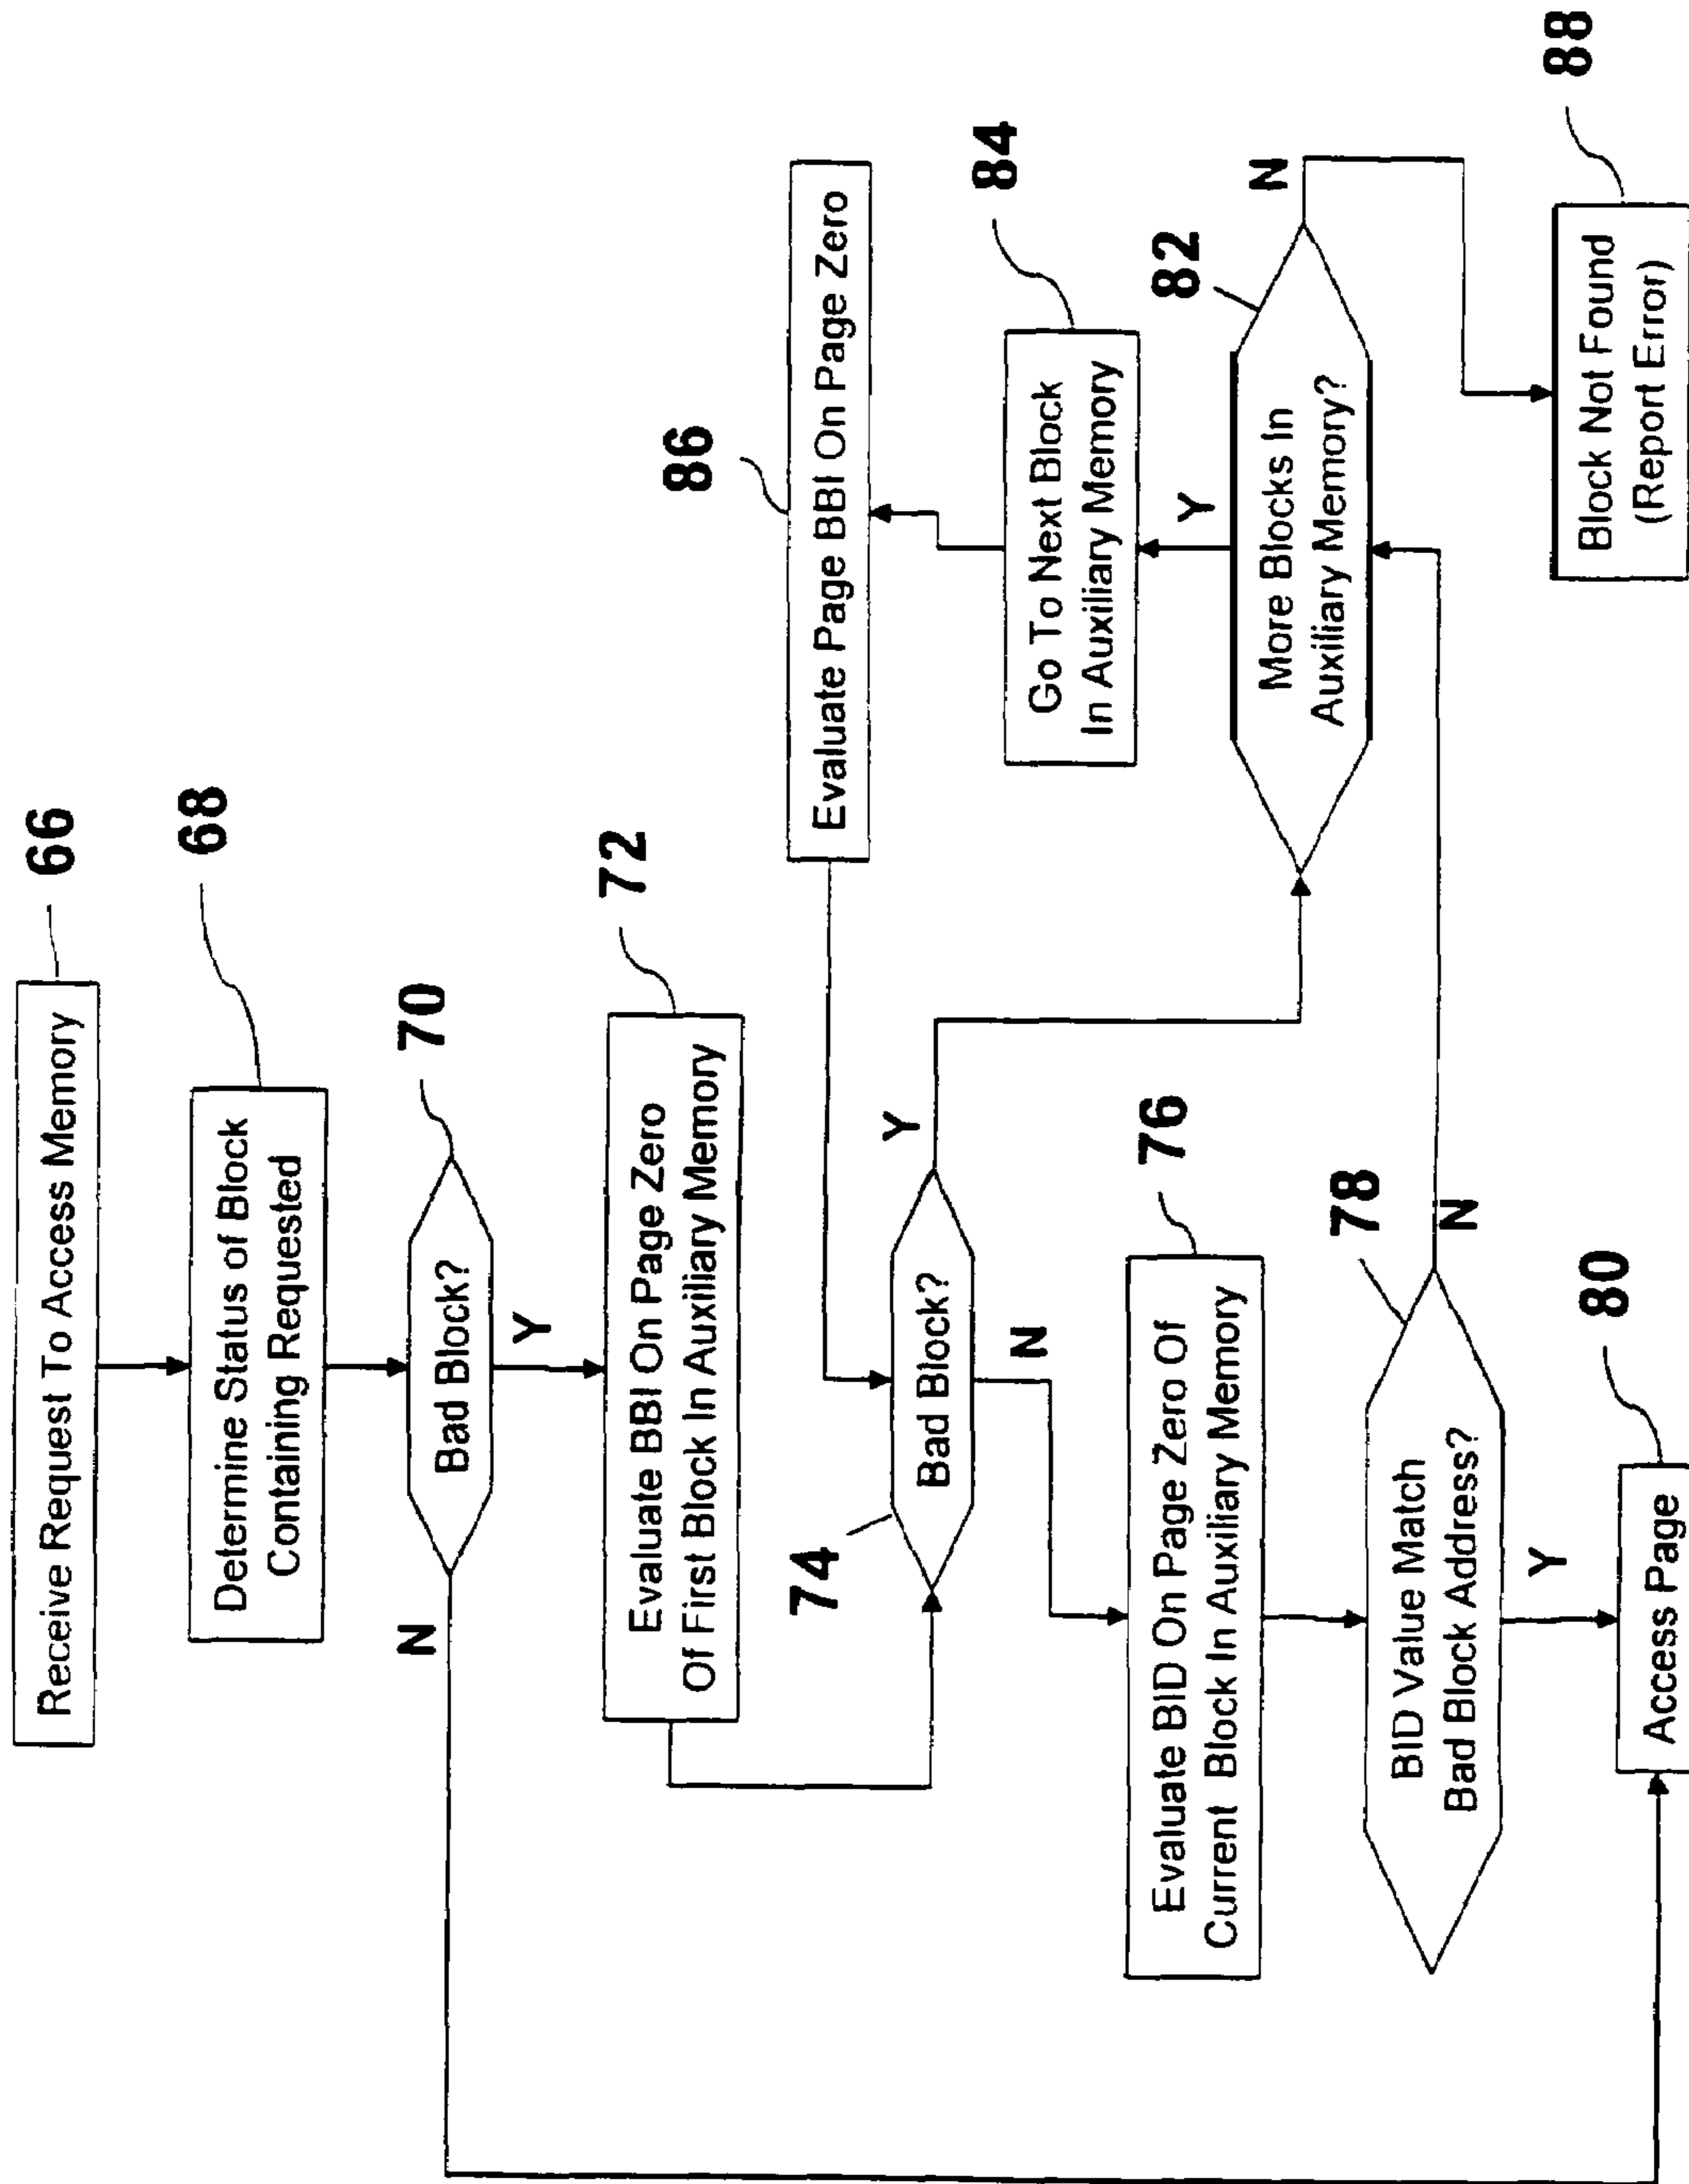 Receive Request To Access Memory
66
Determine Status of Block
Containing Requested
68
Bad Block?
70
N
Y
Evaluate BBI On Page Zero
Of First Block In Auxiliary Memory
72
Bad Block?
74
Y
N
Evaluate BID On Page Zero Of
Current Block In Auxiliary Memory
76
BID Value Match
Bad Block Address?
78
N
Y
Access Page
80
86
Evaluate Page BBI On Page Zero
Go To Next Block
In Auxiliary Memory
84
Y
More Blocks In
Auxiliary Memory?
82
N
Block Not Found
(Report Error)
88